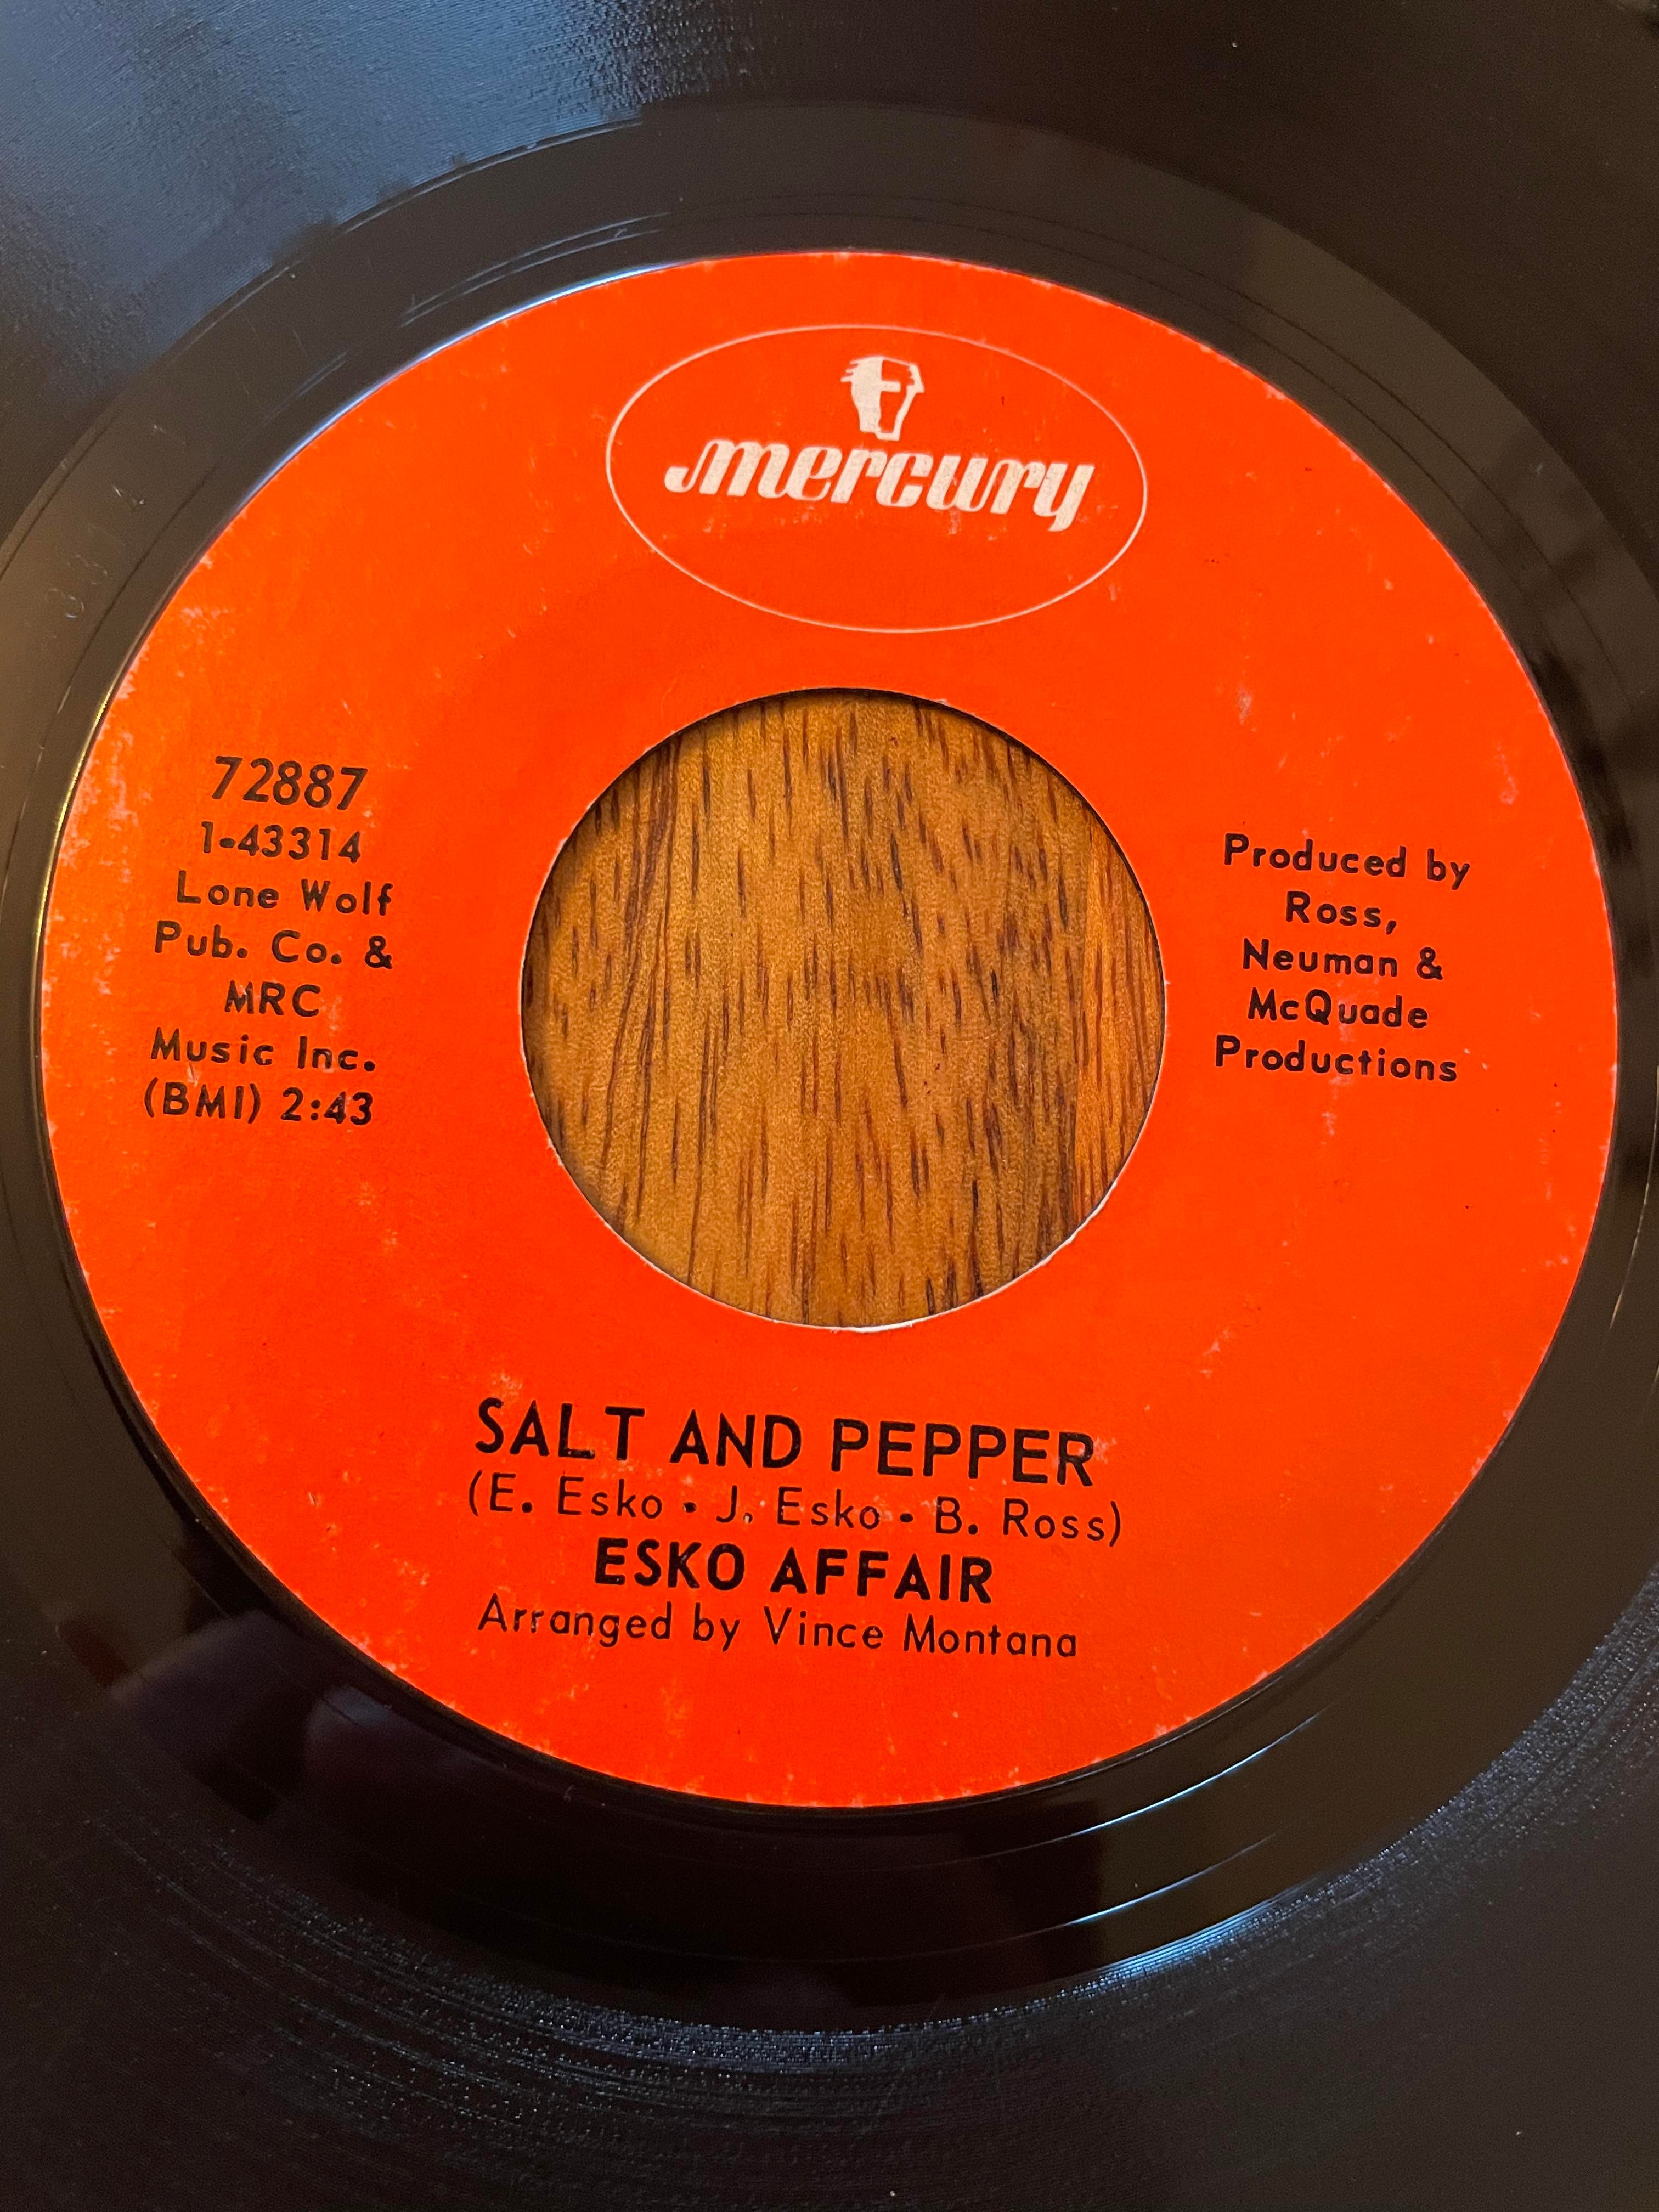 mercury
72887
1-43314
Lone Wolf
Pub. Co. &
MRC
Music Inc.
(BMI) 2:43
Produced by
Ross,
Neuman &
McQuade
Productions
SALT AND PEPPER
(E. Esko • J. Esko • B. Ross)
ESKO AFFAIR
Arranged by Vince Montana